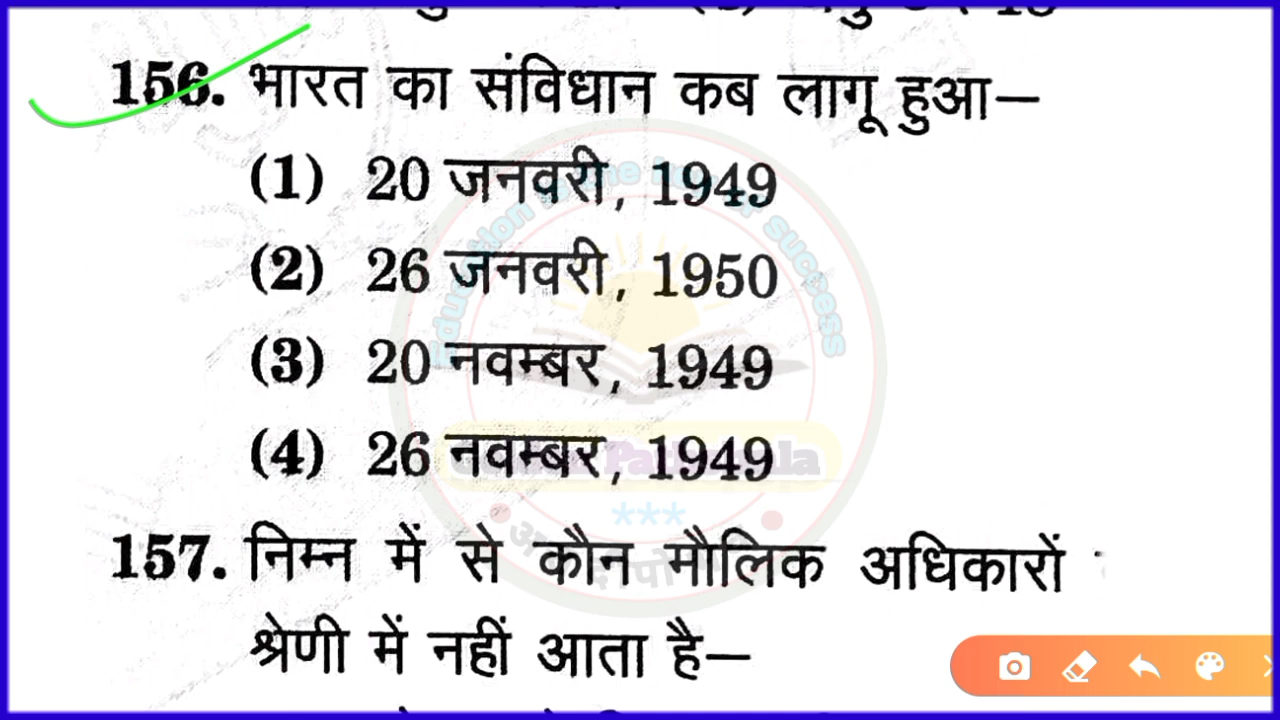 156. भारत का संविधान कब लागू हुआ—
(1) 20 जनवरी, 1949
(2) 26 जनवरी, 1950
(3) 20 नवम्बर, 1949
(4) 26 नवम्बर, 1949
157. निम्न में से कौन मौलिक अधिकारों
श्रेणी में नहीं आता है—